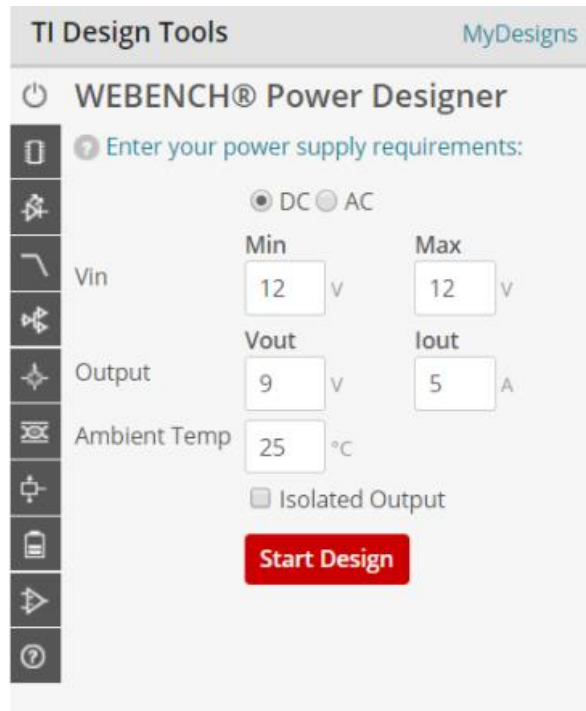 TI Design Tools MyDesigns
WEBENCH® Power Designer
? Enter your power supply requirements:
DC AC
Min Max
Vin 12 V 12 V
Vout Iout
Output 9 V 5 A
Ambient Temp 25 °C
Isolated Output
Start Design
?